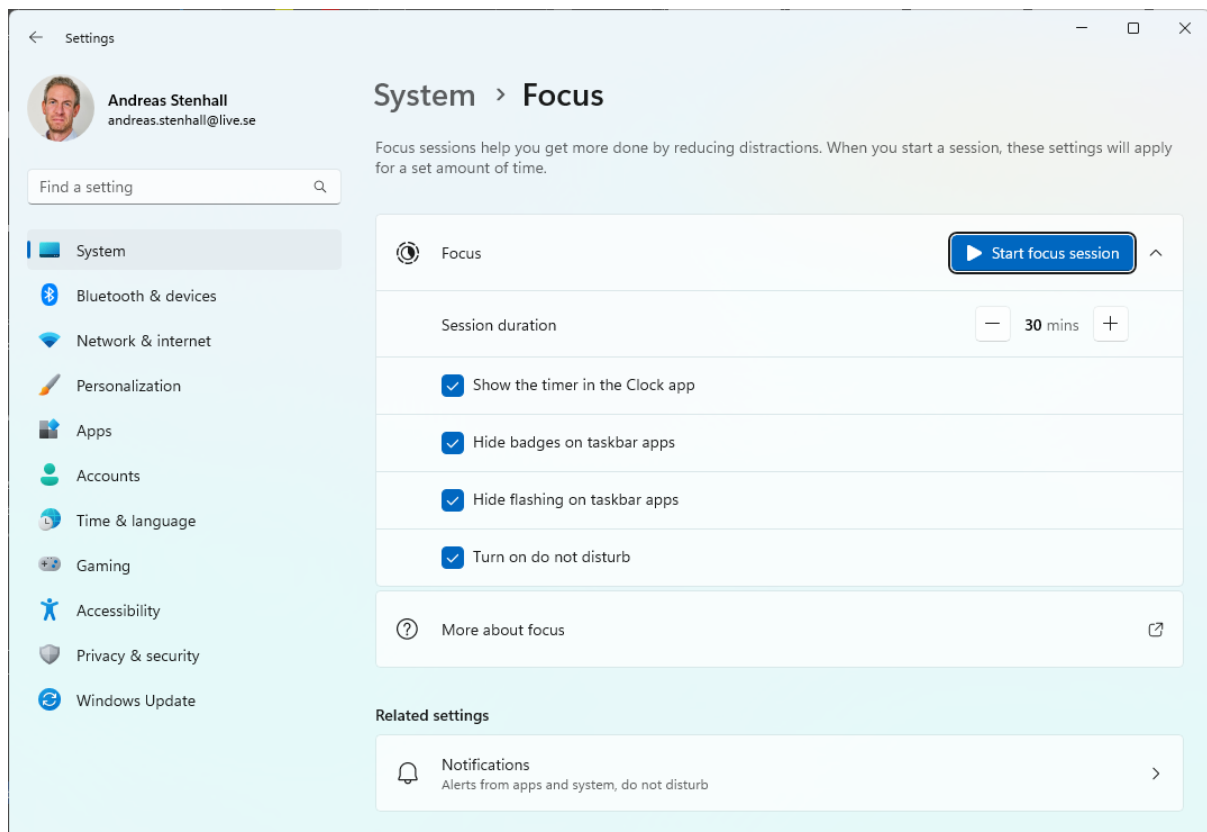 Settings
Andreas Stenhall
andreas.stenhall@live.se
Find a setting
System
Bluetooth & devices
Network & internet
Personalization
Apps
Accounts
Time & language
Gaming
Accessibility
Privacy & security
Windows Update
System > Focus
Focus sessions help you get more done by reducing distractions. When you start a session, these settings will apply
for a set amount of time.
Focus
Start focus session
Session duration
30 mins
Show the timer in the Clock app
Hide badges on taskbar apps
Hide flashing on taskbar apps
Turn on do not disturb
More about focus
Related settings
Notifications
Alerts from apps and system, do not disturb